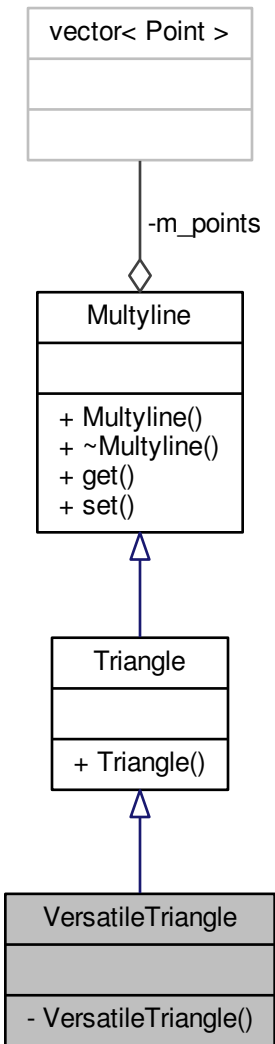 vector< Point >
-m_points
Multyline
+ Multyline()
+ ~Multyline()
+ get()
+ set()
Triangle
+ Triangle()
VersatileTriangle
- VersatileTriangle()